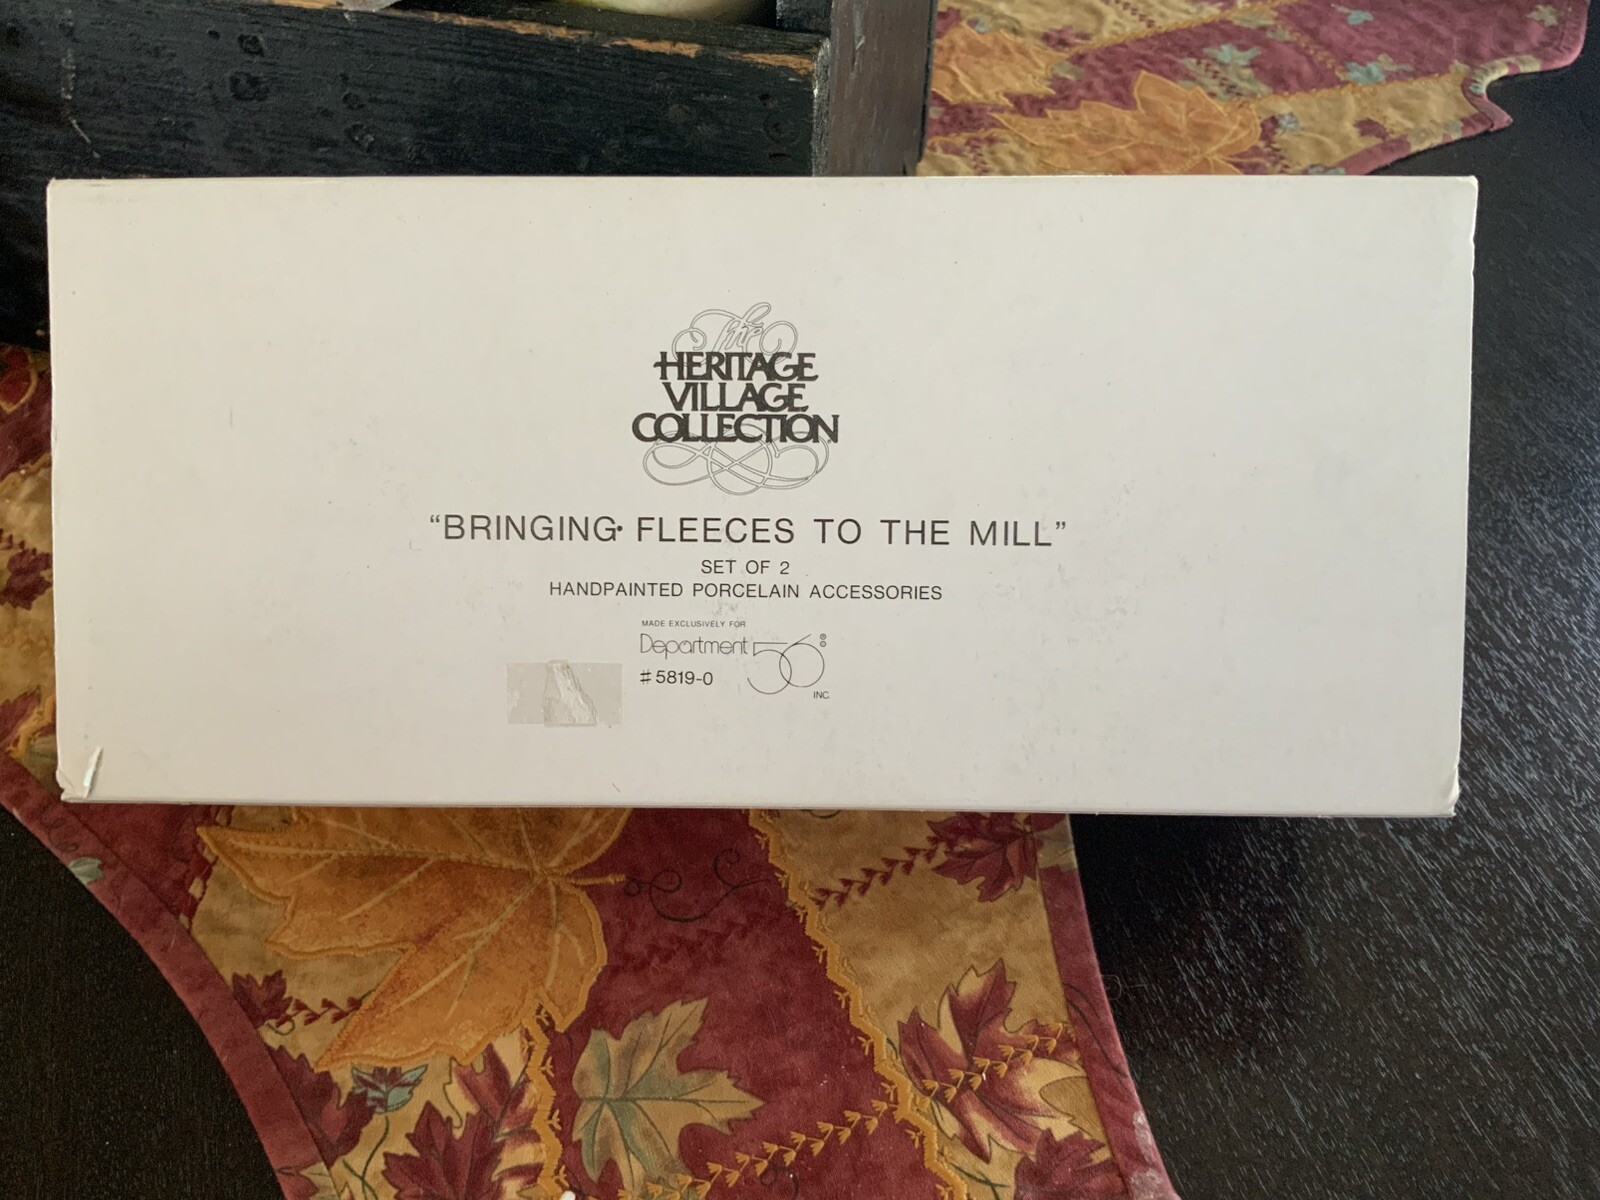 The
HERITAGE
VILLAGE
COLLECTION
“BRINGING FLEECES TO THE MILL”
SET OF 2
HANDPAINTED PORCELAIN ACCESSORIES
MADE EXCLUSIVELY FOR
Department 56 ®
#5819-0
INC.